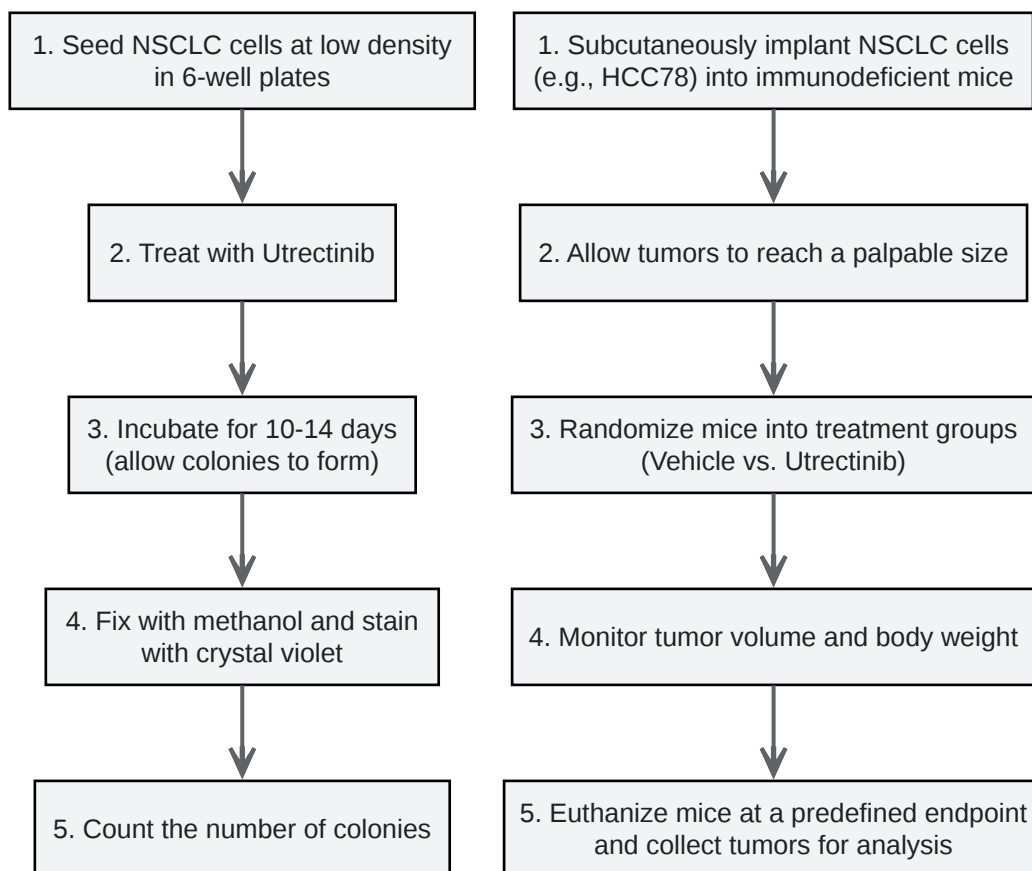 1. Seed NSCLC cells at low density
in 6-well plates
2. Treat with Utrectinib
3. Incubate for 10-14 days
(allow colonies to form)
4. Fix with methanol and stain
with crystal violet
5. Count the number of colonies
1. Subcutaneously implant NSCLC cells
(e.g., HCC78) into immunodeficient mice
2. Allow tumors to reach a palpable size
3. Randomize mice into treatment groups
(Vehicle vs. Utrectinib)
4. Monitor tumor volume and body weight
5. Euthanize mice at a predefined endpoint
and collect tumors for analysis